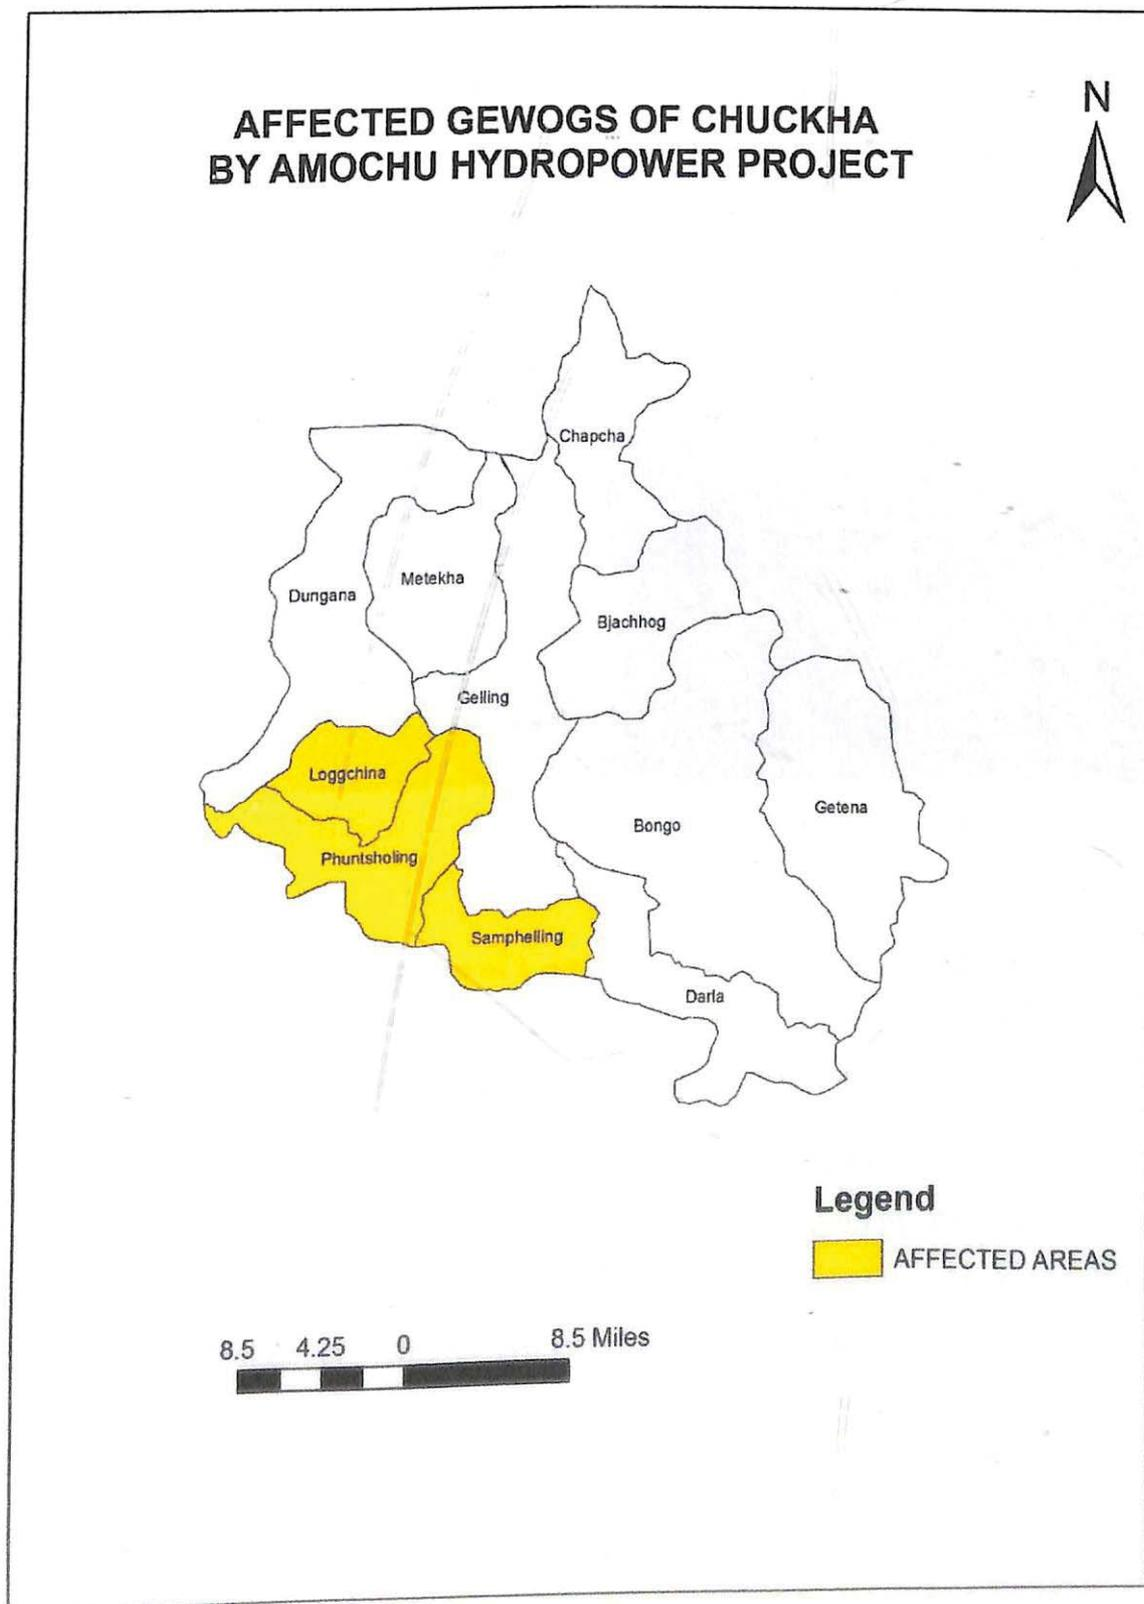 AFFECTED GEWOGS OF CHUCKHA
BY AMOCHU HYDROPOWER PROJECT
N
Chapcha
Metekha
Dungana
Bjachhog
Gelling
Loggchina
Getena
Bongo
Phuntsholing
Samphelling
Darla
Legend
AFFECTED AREAS
8.5 4.25 0 8.5 Miles